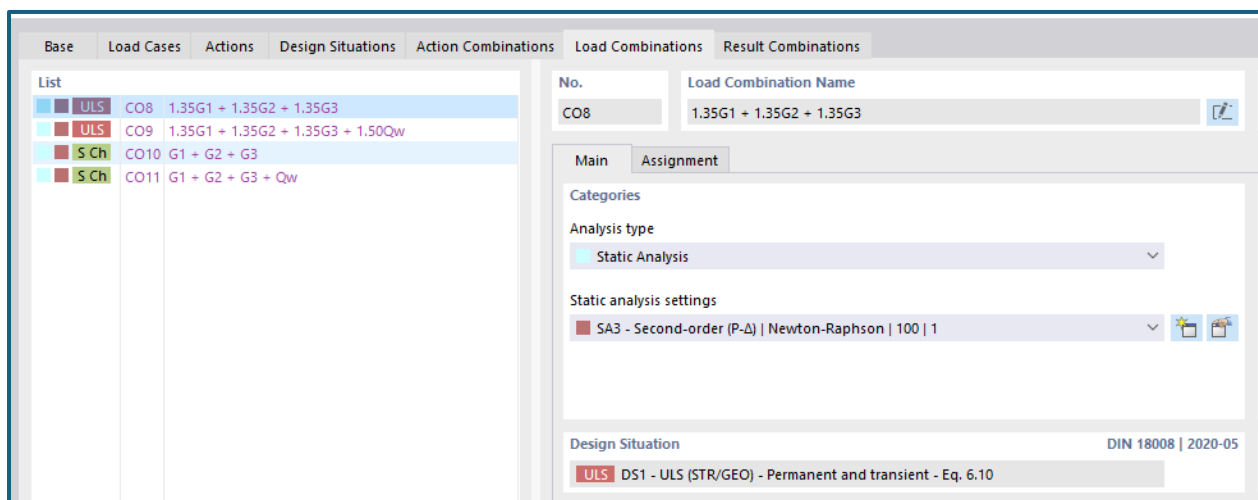 Base Load Cases Actions Design Situations Action Combinations Load Combinations Result Combinations
List
ULS CO8 1.35G1 + 1.35G2 + 1.35G3
ULS CO9 1.35G1 + 1.35G2 + 1.35G3 + 1.50Qw
S Ch CO10 G1 + G2 + G3
S Ch CO11 G1 + G2 + G3 + Qw
No. Load Combination Name
CO8 1.35G1 + 1.35G2 + 1.35G3
Main Assignment
Categories
Analysis type
Static Analysis
Static analysis settings
SA3 - Second-order (P-Δ) | Newton-Raphson | 100 | 1
Design Situation DIN 18008 | 2020-05
ULS DS1 - ULS (STR/GEO) - Permanent and transient - Eq. 6.10